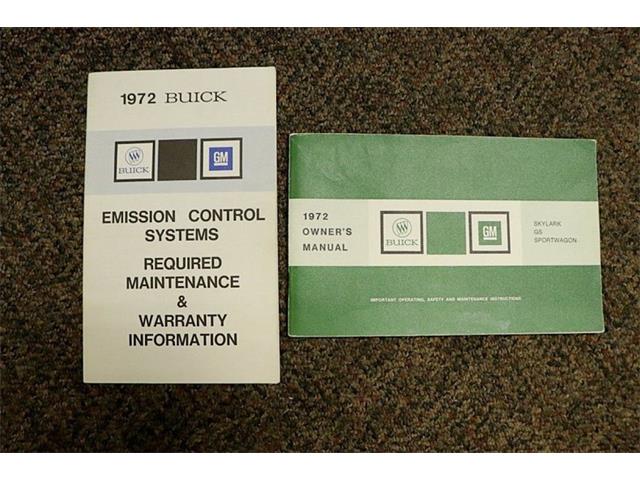 1972 BUICK
BUICK
GM
EMISSION CONTROL
SYSTEMS
REQUIRED
MAINTENANCE
&
WARRANTY
INFORMATION
1972
OWNER'S
MANUAL
BUICK
GM
SKYLARK
GS
SPORTWAGON
IMPORTANT OPERATING, SAFETY AND MAINTENANCE INSTRUCTIONS